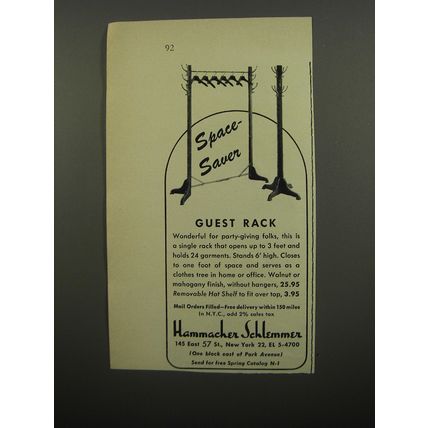 92
Space-
Saver
GUEST RACK
Wonderful for party-giving folks, this is
a single rack that opens up to 3 feet and
holds 24 garments. Stands 6' high. Closes
to one foot of space and serves as a
clothes tree in home or office. Walnut or
mahogany finish, without hangers, 25.95
Removable Hat Shelf to fit over top, 3.95
Mail Orders Filled—Free delivery within 150 miles
In N.Y.C., add 2% sales tax
Hammacher Schlemmer
145 East 57 St., New York 22, EL 5-4700
(One block east of Park Avenue)
Send for free Spring Catalog N-1